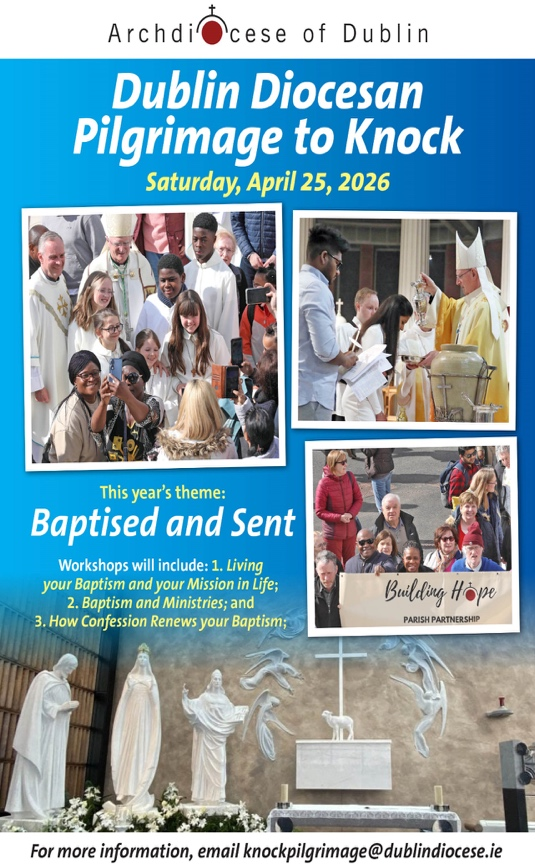 Archdiocese of Dublin
Dublin Diocesan
Pilgrimage to Knock
Saturday, April 25, 2026
This year's theme:
Baptised and Sent
Workshops will include: 1. Living
your Baptism and your Mission in Life;
2. Baptism and Ministries; and
3. How Confession Renews your Baptism;
Building Hope
PARISH PARTNERSHIP
For more information, email knockpilgrimage@dublindiocese.ie